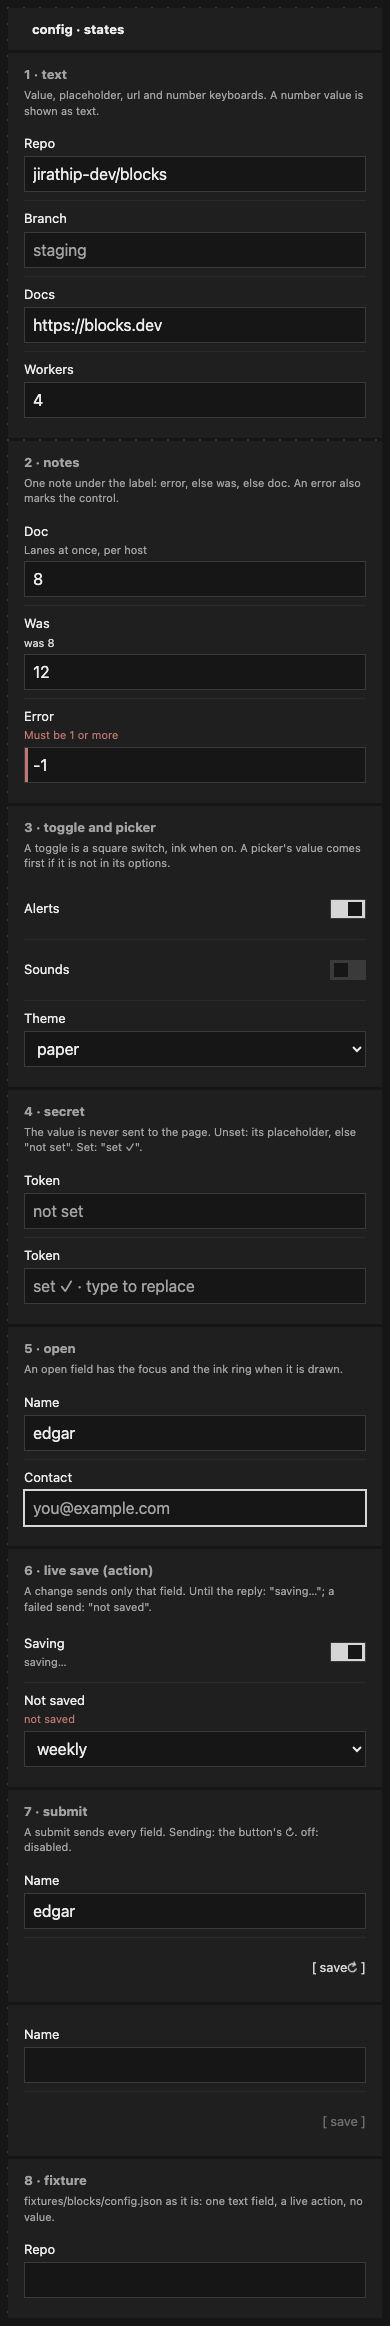 config · states
1 · text
Value, placeholder, url and number keyboards. A number value is
shown as text.
Repo
jirathip-dev/blocks
Branch
staging
Docs
https://blocks.dev
Workers
4
2 · notes
One note under the label: error, else was, else doc. An error also
marks the control.
Doc
Lanes at once, per host
8
Was
was 8
12
Error
Must be 1 or more
-1
3 · toggle and picker
A toggle is a square switch, ink when on. A picker's value comes
first if it is not in its options.
Alerts
Sounds
Theme
paper
4 · secret
The value is never sent to the page. Unset: its placeholder, else
"not set". Set: "set ✓".
Token
not set
Token
set ✓ · type to replace
5 · open
An open field has the focus and the ink ring when it is drawn.
Name
edgar
Contact
you@example.com
6 · live save (action)
A change sends only that field. Until the reply: "saving…"; a
failed send: "not saved".
Saving
saving…
Not saved
not saved
weekly
7 · submit
A submit sends every field. Sending: the button's ↻. off:
disabled.
Name
edgar
[ save↻ ]
Name
[ save ]
8 · fixture
fixtures/blocks/config.json as it is: one text field, a live action, no
value.
Repo